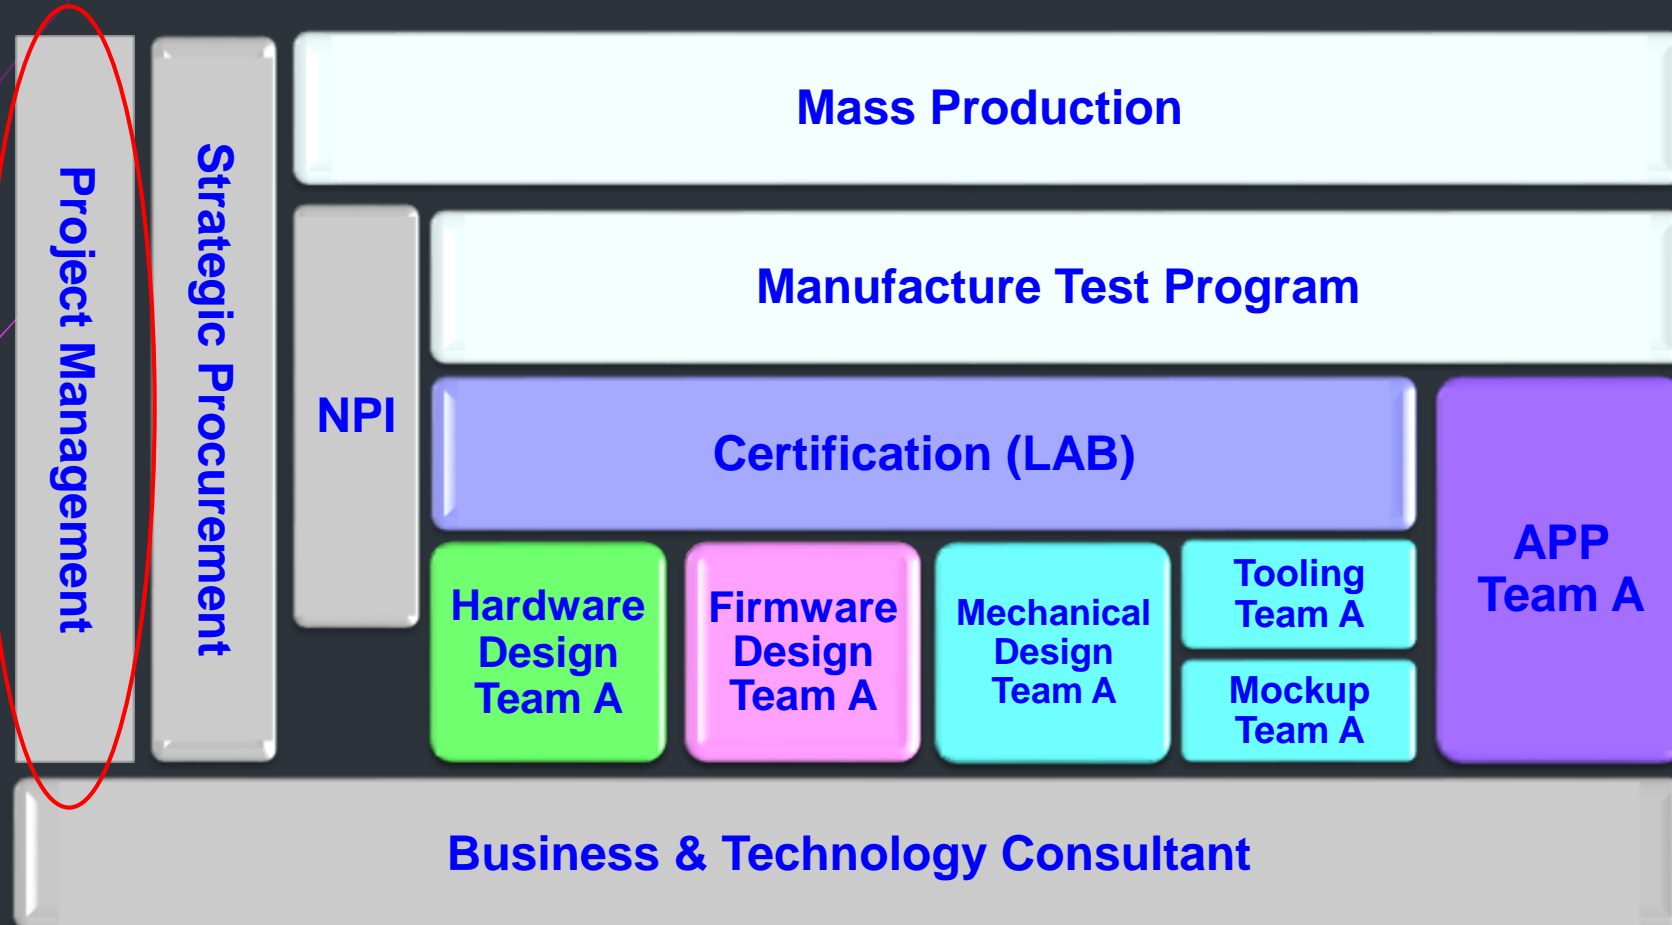 Project Management
Strategic Procurement
Mass Production
NPI
Manufacture Test Program
Certification (LAB)
Hardware
Design
Team A
Firmware
Design
Team A
Mechanical
Design
Team A
Tooling
Team A
Mockup
Team A
APP
Team A
Business & Technology Consultant